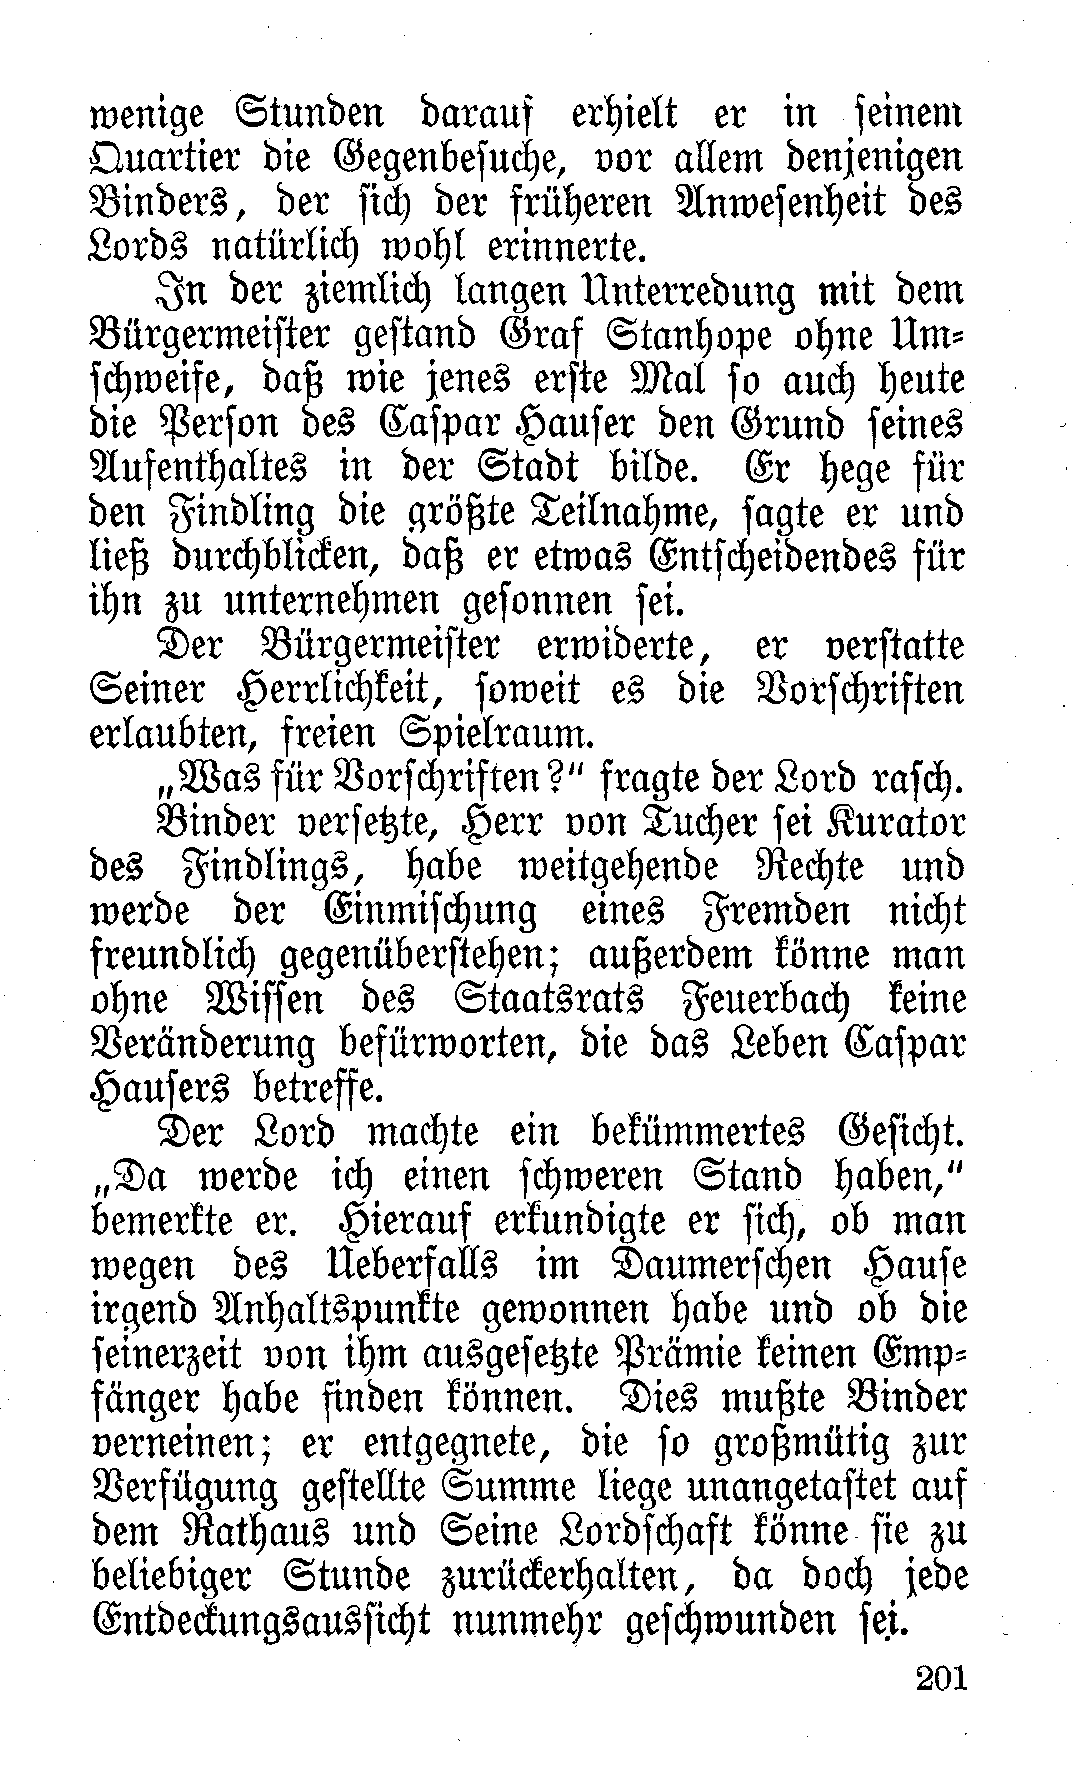 wenige Stunden darauf erhielt er in seinem
Quartier die Gegenbesuche, vor allem denjenigen
Binders, der sich der früheren Anwesenheit des
Lords natürlich wohl erinnerte.
In der ziemlich langen Unterredung mit dem
Bürgermeister gestand Graf Stanhope ohne Um-
schweife, daß wie jenes erste Mal so auch heute
die Person des Caspar Hauser den Grund seines
Aufenthaltes in der Stadt bilde. Er hege für
den Findling die größte Teilnahme, sagte er und
ließ durchblicken, daß er etwas Entscheidendes für
ihn zu unternehmen gesonnen sei.
Der Bürgermeister erwiderte, er verstatte
Seiner Herrlichkeit, soweit es die Vorschriften
erlaubten, freien Spielraum.
„Was für Vorschriften?" fragte der Lord rasch.
Binder versetzte, Herr von Tucher sei Kurator
des Findlings, habe weitgehende Rechte und
werde der Einmischung eines Fremden nicht
freundlich gegenüberstehen; außerdem könne man
ohne Wissen des Staatsrats Feuerbach keine
Veränderung befürworten, die das Leben Caspar
Hausers betreffe.
Der Lord machte ein bekümmertes Gesicht.
„Da werde ich einen schweren Stand haben,"
bemerkte er. Hierauf erkundigte er sich, ob man
wegen des Ueberfalls im Daumerschen Hause
irgend Anhaltspunkte gewonnen habe und ob die
seinerzeit von ihm ausgesetzte Prämie keinen Emp-
fänger habe finden können. Dies mußte Binder
verneinen; er entgegnete, die so großmütig zur
Verfügung gestellte Summe liege unangetastet auf
dem Rathaus und Seine Lordschaft könne sie zu
beliebiger Stunde zurückerhalten, da doch jede
Entdeckungsaussicht nunmehr geschwunden sei.
201